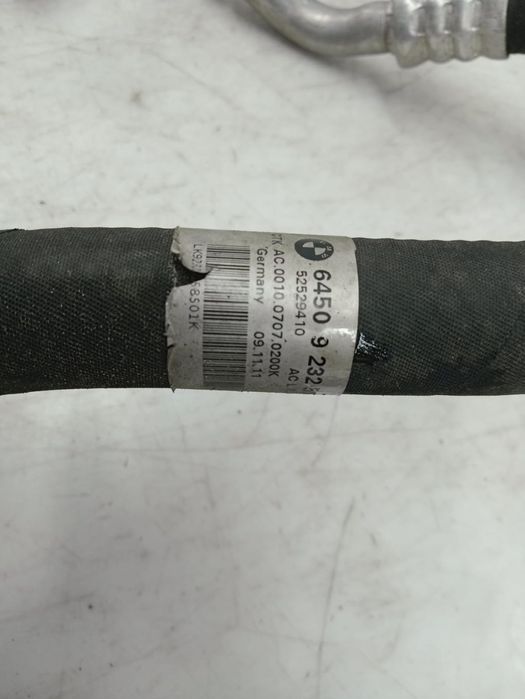 6450 9 232
52529410
AC
AC.0010.0707.0200K
Germany 09.11.11